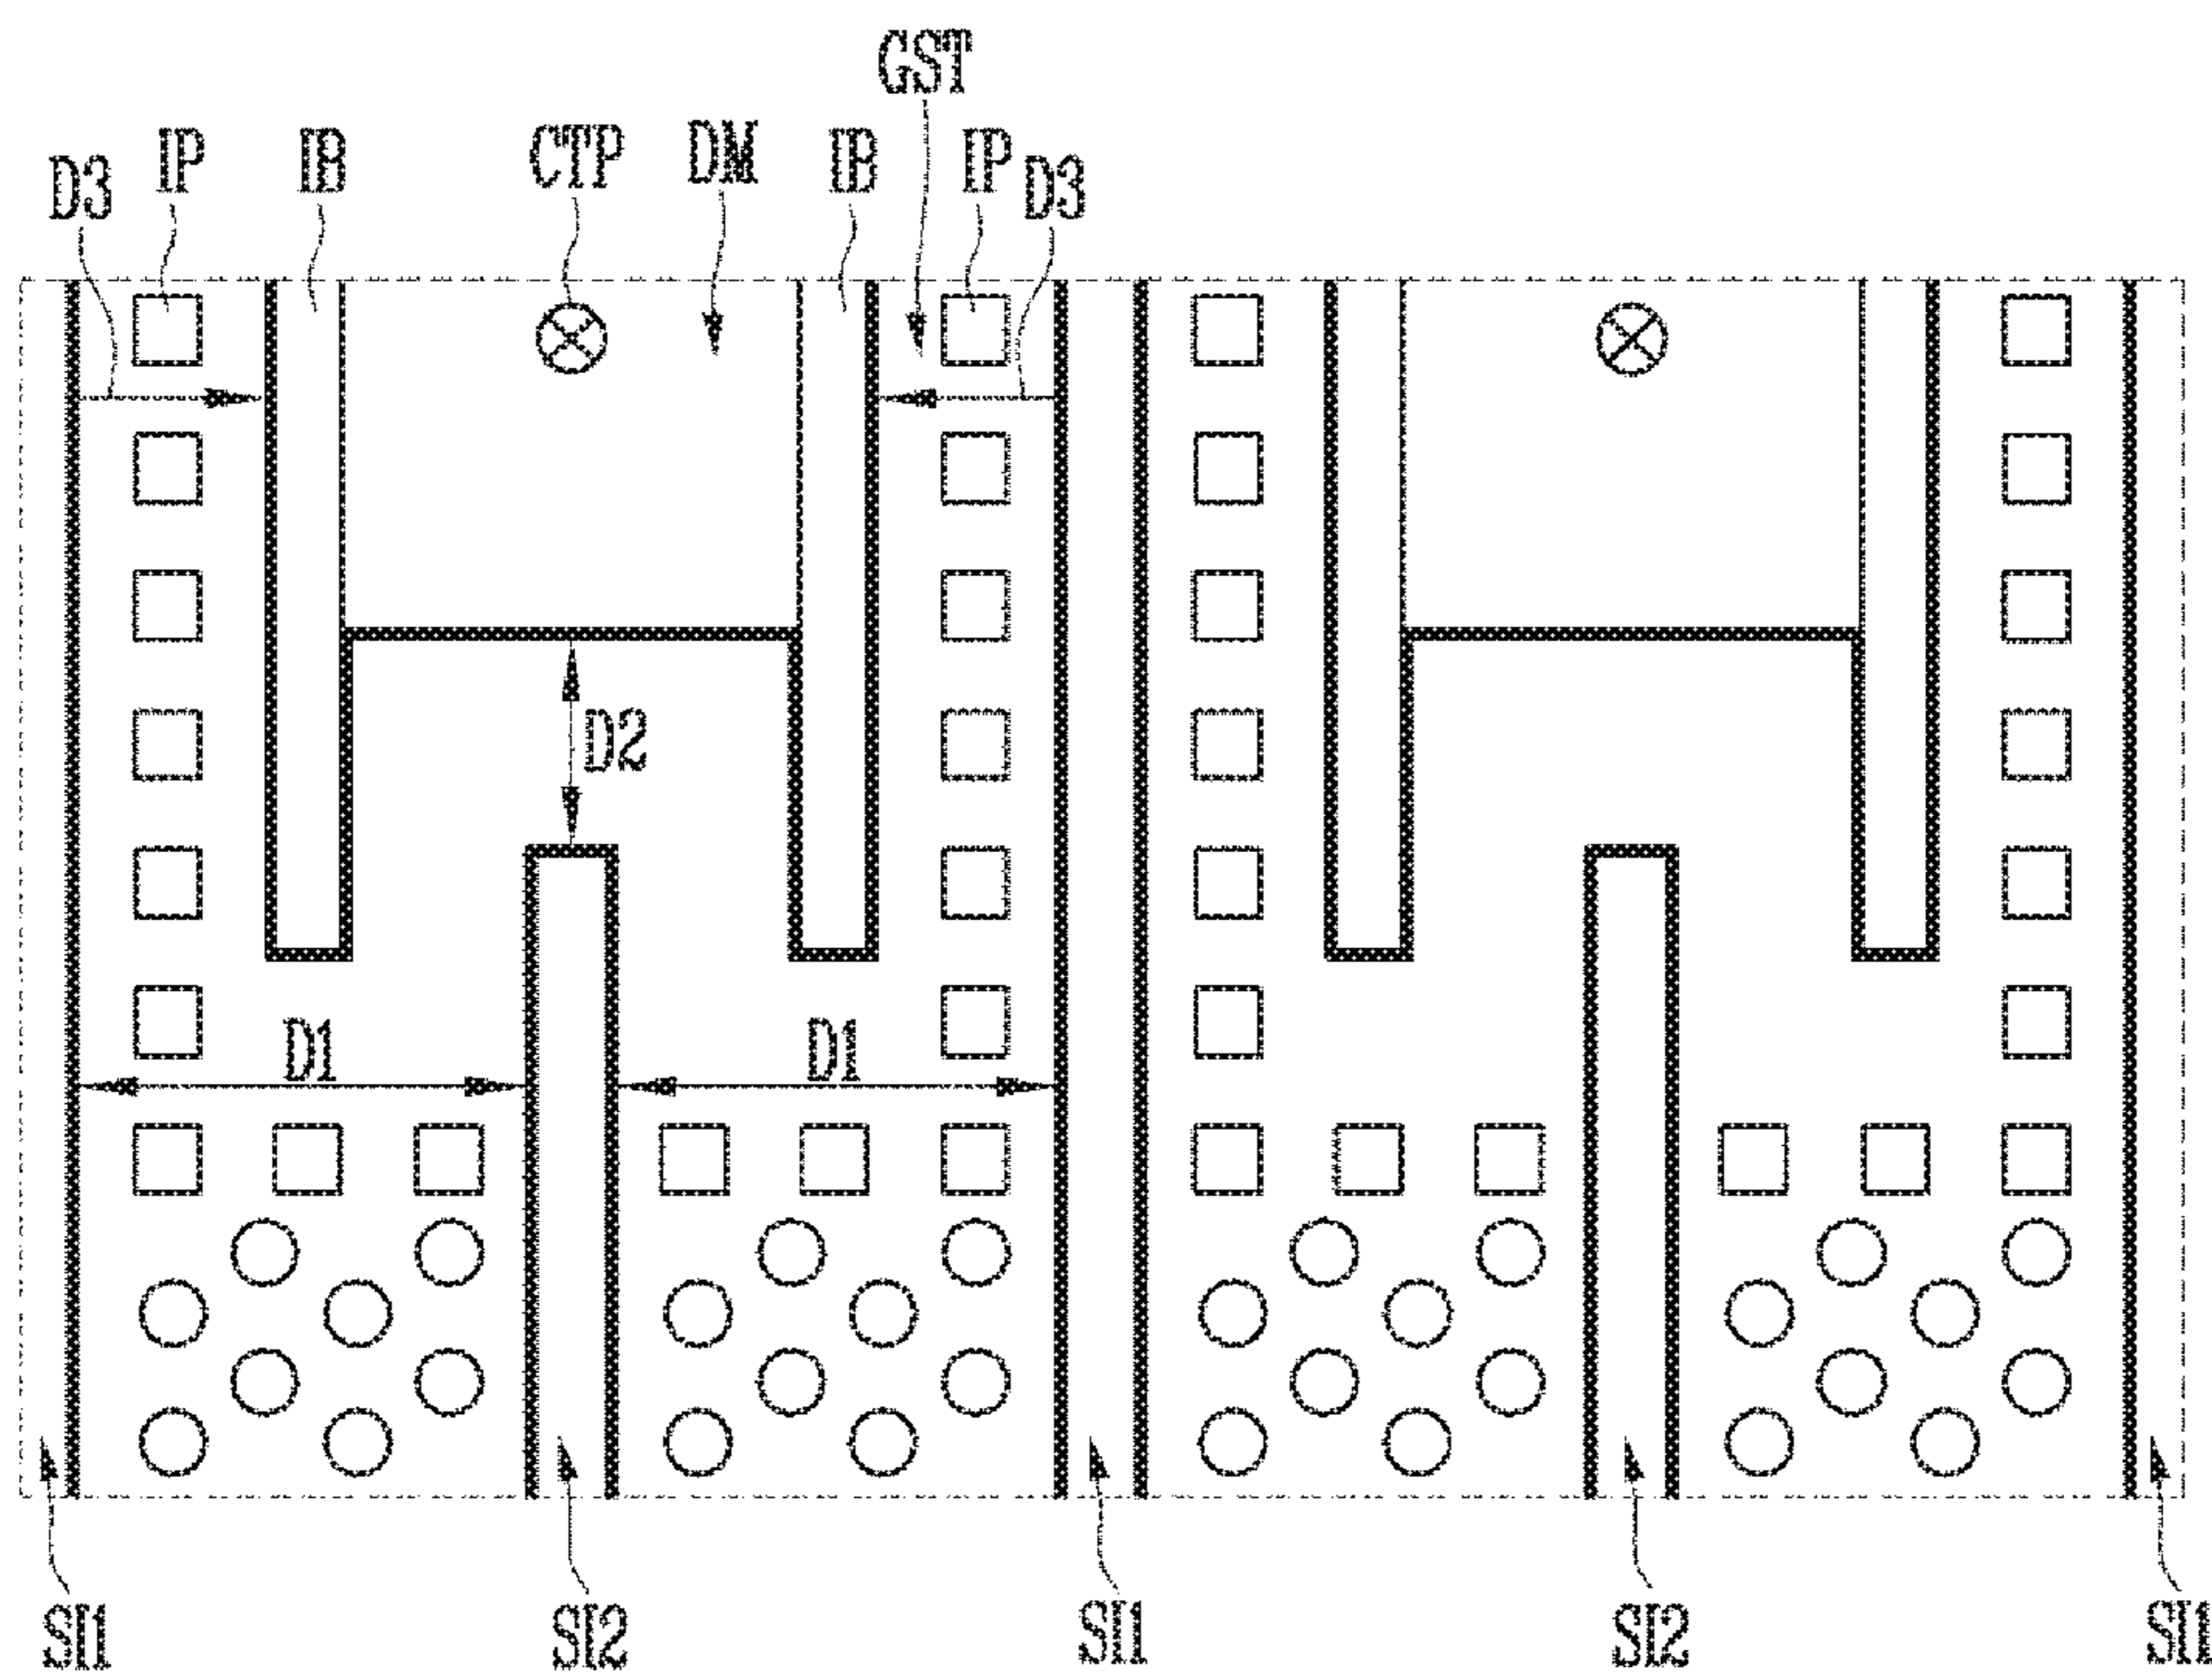 GST
D3 IP IB CTP DM IB IP D3
D2
D1 D1
SI1 SI2 SI1 SI2 SI1